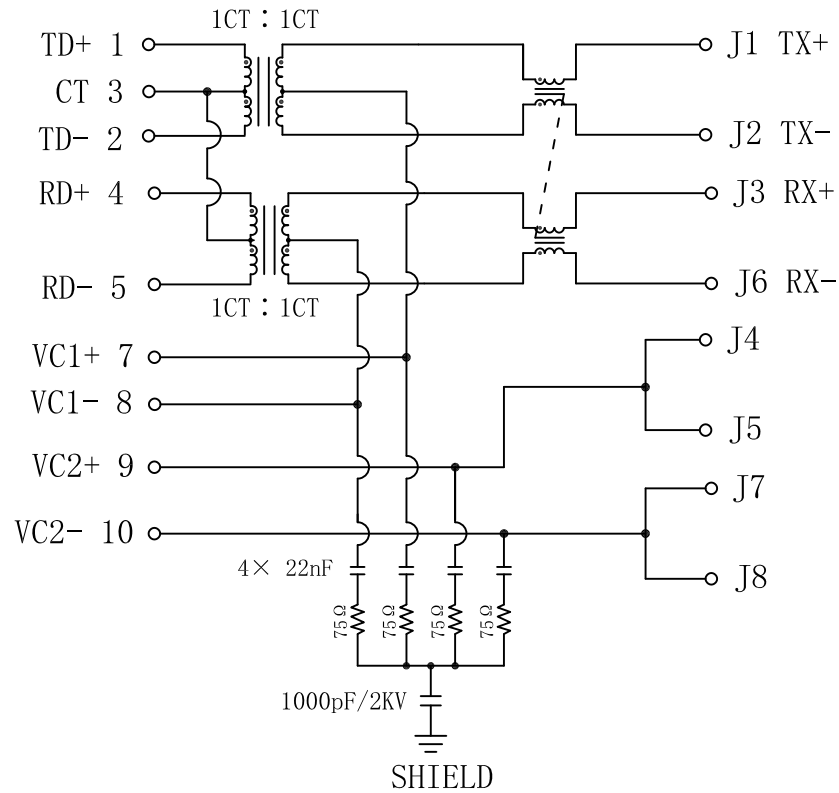 1CT : 1CT
TD+ 1
J1 TX+
CT 3
TD- 2
J2 TX-
RD+ 4
J3 RX+
RD- 5
J6 RX-
1CT : 1CT
J4
VC1+ 7
VC1- 8
J5
VC2+ 9
J7
VC2- 10
4× 22nF
J8
75Ω
75Ω
75Ω
75Ω
1000pF/2KV
SHIELD